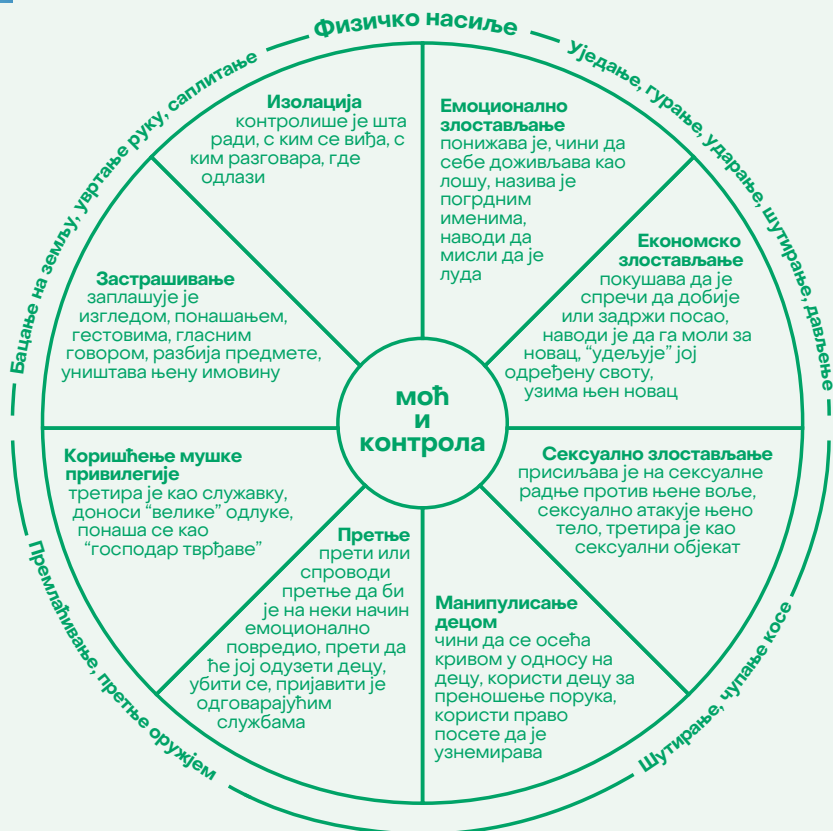 Физичко насиље
Уједање, гурање, ударање, шутирање, дављење
Шутирање, чупање косе
Премлаћивање, претње оружјем
Бацање на земљу, увртање руку, саплитање
Изолација
контролише је шта
ради, с ким се виђа, с
ким разговара, где
одлази
Емоционално
злостављање
понижава је, чини да
себе доживљава као
лошу, назива је
погрдним
именима,
наводи да
мисли да је
луда
Економско
злостављање
покушава да је
спречи да добије
или задржи посао,
наводи је да га моли за
новац, “удељује” јој
одређену своту,
узима њен новац
Сексуално злостављање
присиљава је на сексуалне
радње против њене воље,
сексуално атакује њено
тело, третира је као
сексуални објекат
Манипулисање
децом
чини да се осећа
кривом у односу на
децу, користи децу за
преношење порука,
користи право
посете да је
узнемирава
Претње
прети или
спроводи
претње да би
је на неки начин
емоционално
повредио, прети да
ће јој одузети децу,
убити се, пријавити је
одговарајућим
службама
Коришћење мушке
привилегије
третира је као служавку,
доноси “велике” одлуке,
понаша се као
“господар тврђаве”
Застрашивање
заплашује је
изгледом, понашањем,
гестовима, гласним
говором, разбија предмете,
уништава њену имовину
моћ
и
контрола